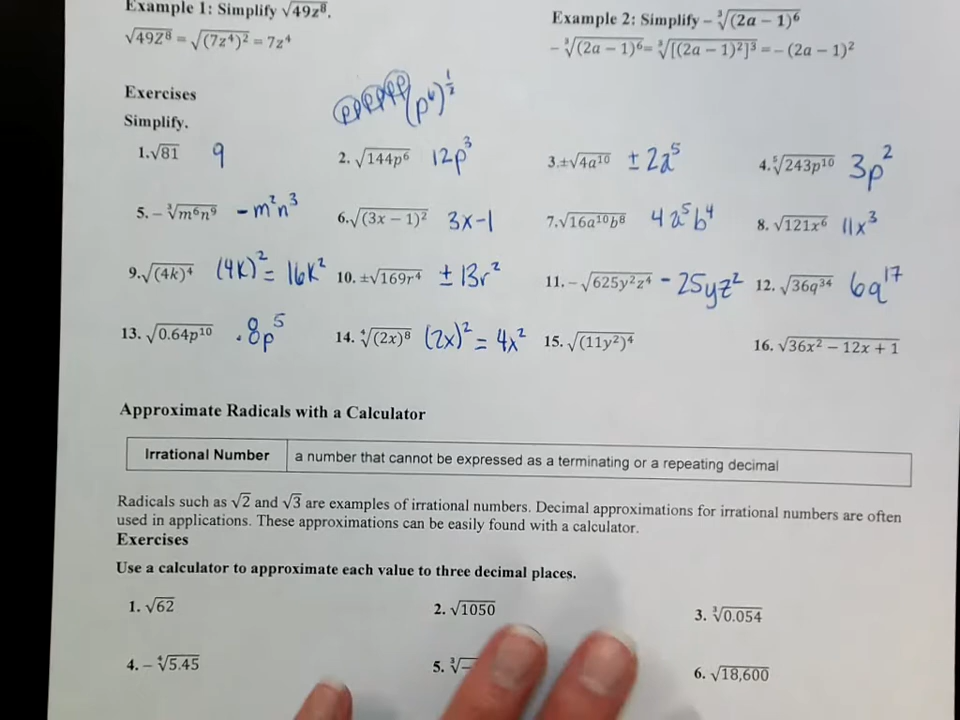 Example 1: Simplify √49z⁸.
√49Z⁸ = √(7z⁴)² = 7z⁴
Example 2: Simplify – ∛(2a – 1)⁶
– ∛(2a – 1)⁶ = ∛[(2a – 1)²]³ = – (2a – 1)²
Exercises
pppppp (p⁶)^½
Simplify.
1. √81 9
2. √144p⁶ 12p³
3. ±√4a¹⁰ ± 2a⁵
4. ⁵√243p¹⁰ 3p²
5. – ∛m⁶n⁹ –m²n³
6. √(3x – 1)² 3x–1
7. √16a¹⁰b⁸ 4a⁵b⁴
8. √121x⁶ 11x³
9. √(4k)⁴ (4k)² = 16k²
10. ±√169r⁴ ± 13r²
11. – √625y²z⁴ – 25yz²
12. √36q³⁴ 6q¹⁷
13. √0.64p¹⁰ .8p⁵
14. ⁴√(2x)⁸ (2x)² = 4x²
15. √(11y²)⁴
16. √36x² – 12x + 1
Approximate Radicals with a Calculator
Irrational Number a number that cannot be expressed as a terminating or a repeating decimal
Radicals such as √2 and √3 are examples of irrational numbers. Decimal approximations for irrational numbers are often
used in applications. These approximations can be easily found with a calculator.
Exercises
Use a calculator to approximate each value to three decimal places.
1. √62
2. √1050
3. ∛0.054
4. – ⁴√5.45
5. ∛–
6. √18,600